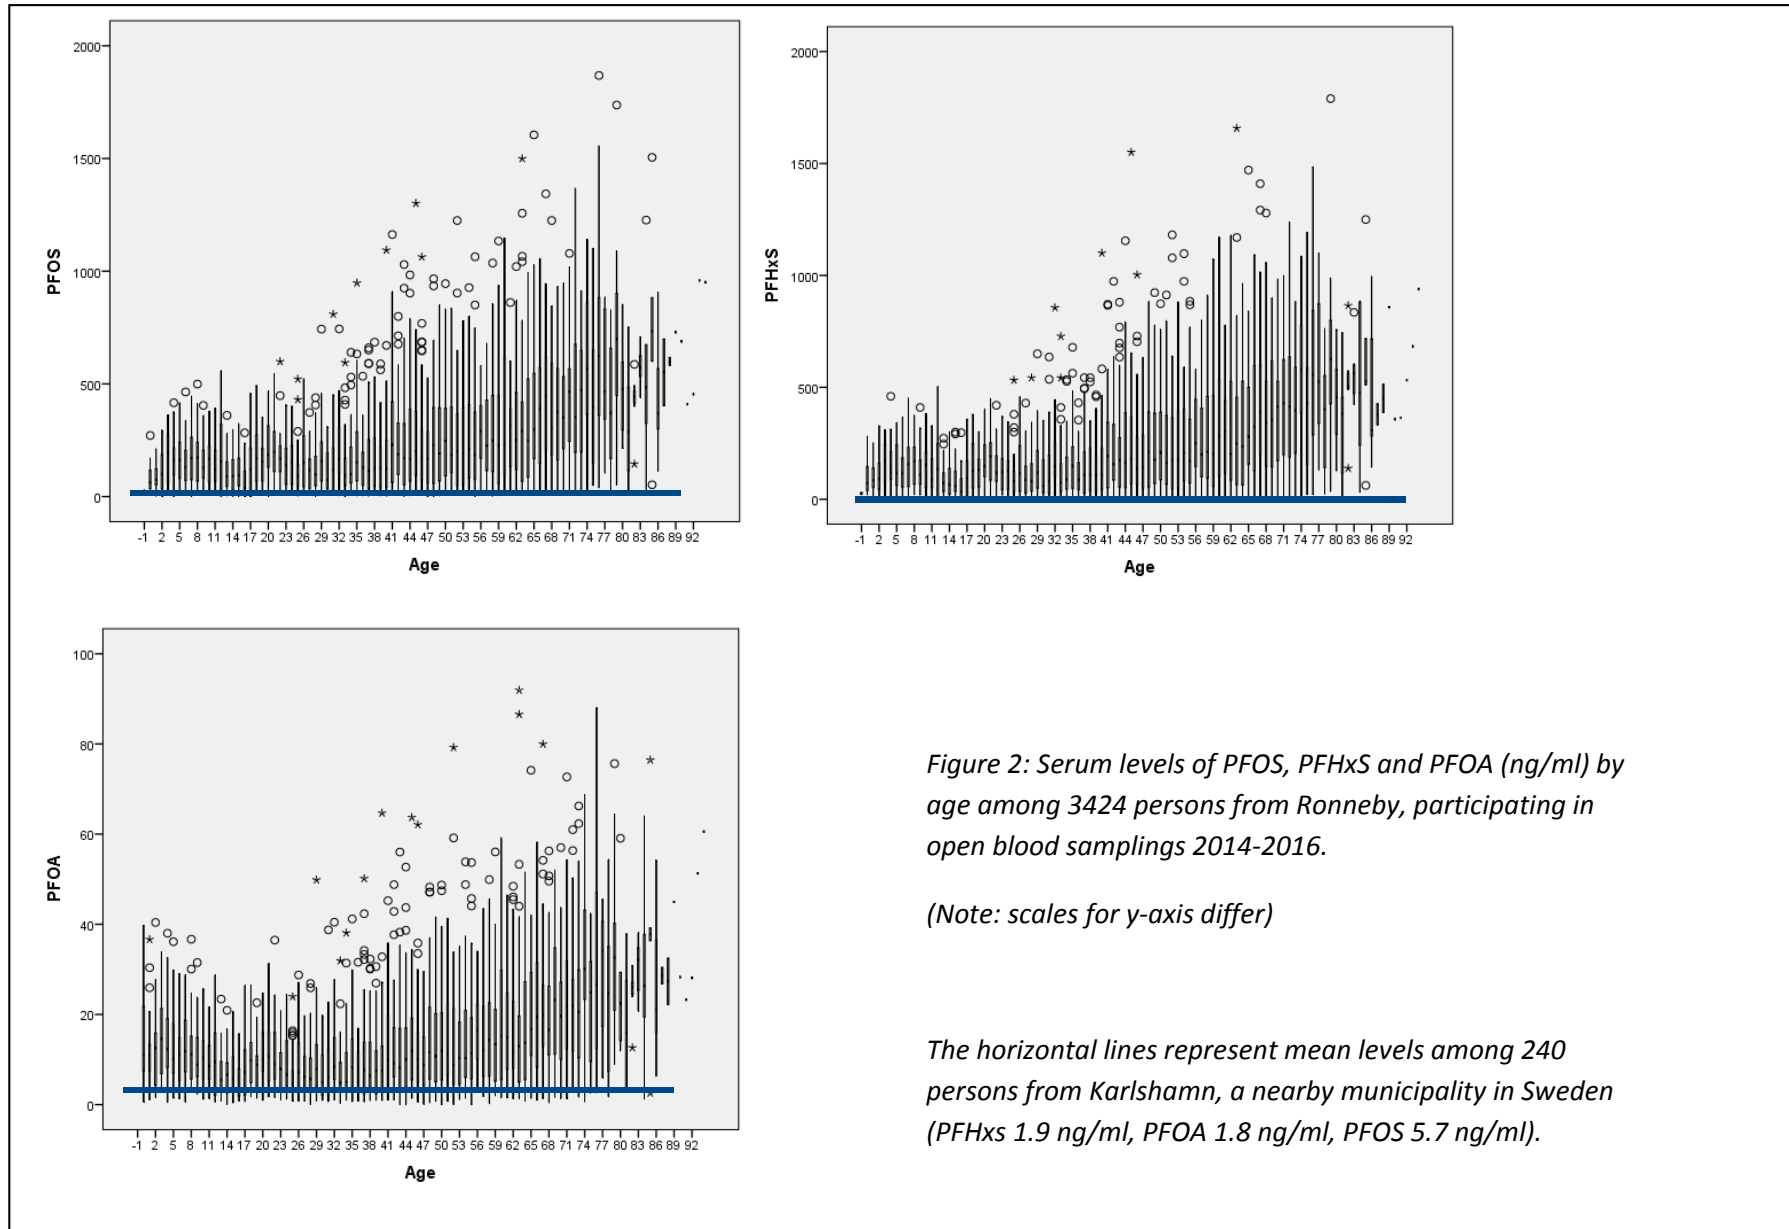 2000
1500
1000
500
0
PFOS
-1 2 5 8 11 14 17 20 23 26 29 32 35 38 41 44 47 50 53 56 59 62 65 68 71 74 77 80 83 86 89 92
Age
2000
1500
1000
500
0
PFHxS
-1 2 5 8 11 14 17 20 23 26 29 32 35 38 41 44 47 50 53 56 59 62 65 68 71 74 77 80 83 86 89 92
Age
100
80
60
40
20
0
PFOA
-1 2 5 8 11 14 17 20 23 26 29 32 35 38 41 44 47 50 53 56 59 62 65 68 71 74 77 80 83 86 89 92
Age
Figure 2: Serum levels of PFOS, PFHxS and PFOA (ng/ml) by
age among 3424 persons from Ronneby, participating in
open blood samplings 2014-2016.
(Note: scales for y-axis differ)
The horizontal lines represent mean levels among 240
persons from Karlshamn, a nearby municipality in Sweden
(PFHxs 1.9 ng/ml, PFOA 1.8 ng/ml, PFOS 5.7 ng/ml).